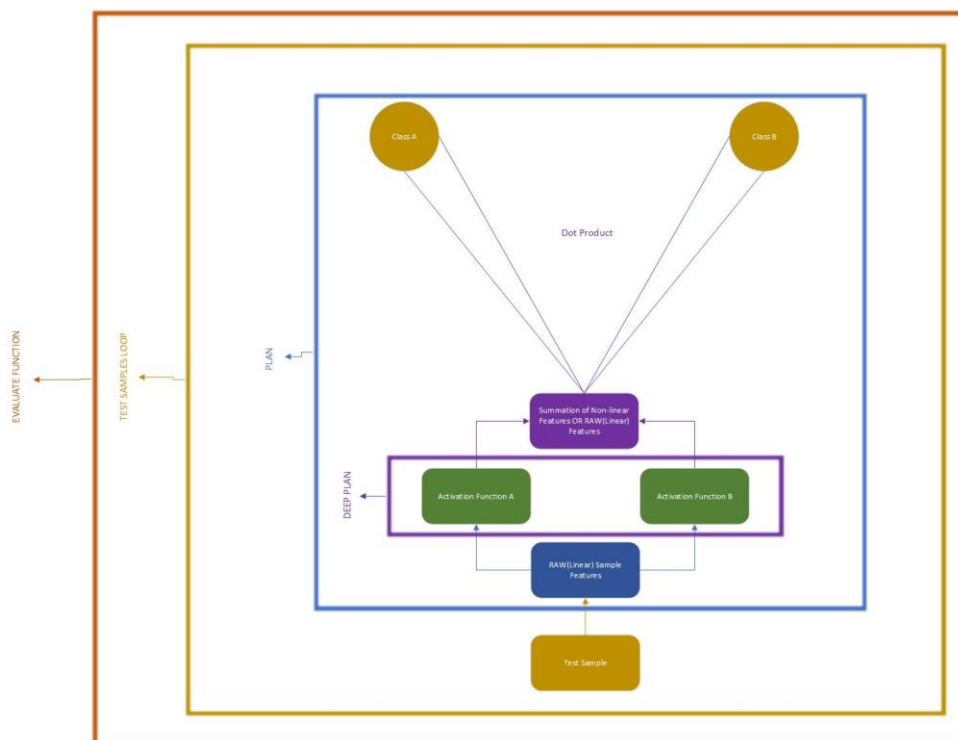 Class A
Class B
Dot Product
EVALUATE FUNCTION
TEST SAMPLES LOOP
PLAN
Summation of Non-linear
Features OR RAW(Linear)
Features
DEEP PLAN
Activation Function A
Activation Function B
RAW(Linear) Sample
Features
Test Sample